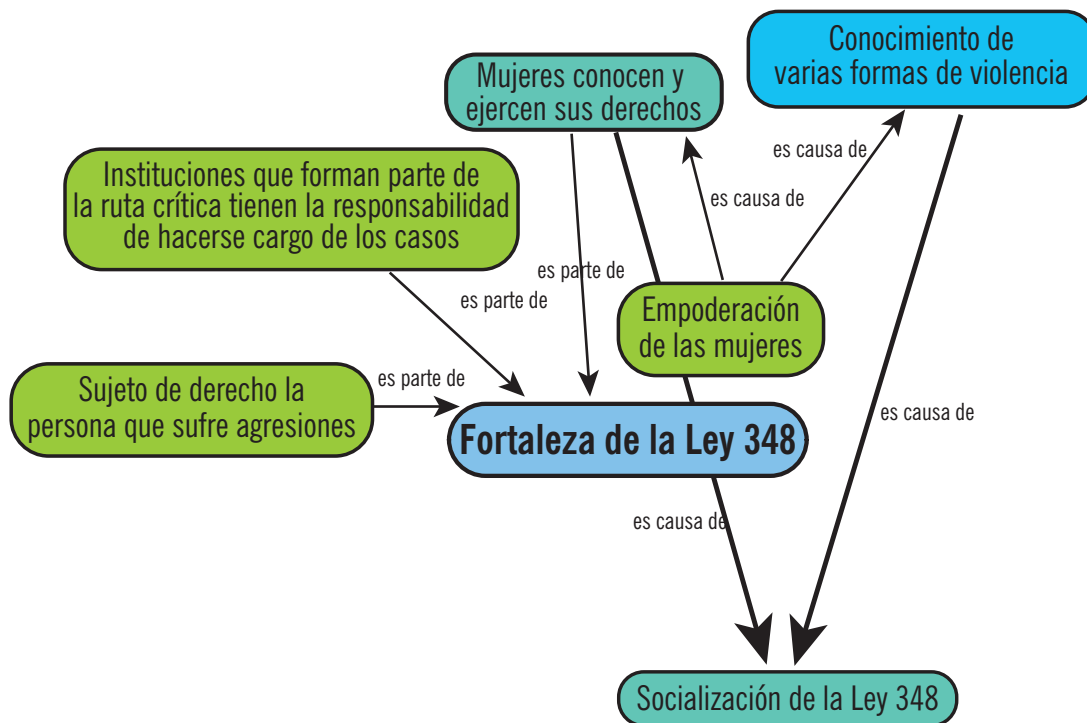 Conocimiento de
varias formas de violencia
Mujeres conocen y
ejercen sus derechos
es causa de
Instituciones que forman parte de
la ruta crítica tienen la responsabilidad
de hacerse cargo de los casos
es causa de
es parte de
es parte de
Empoderación
de las mujeres
Sujeto de derecho la
persona que sufre agresiones
es parte de
Fortaleza de la Ley 348
es causa de
es causa de
Socialización de la Ley 348